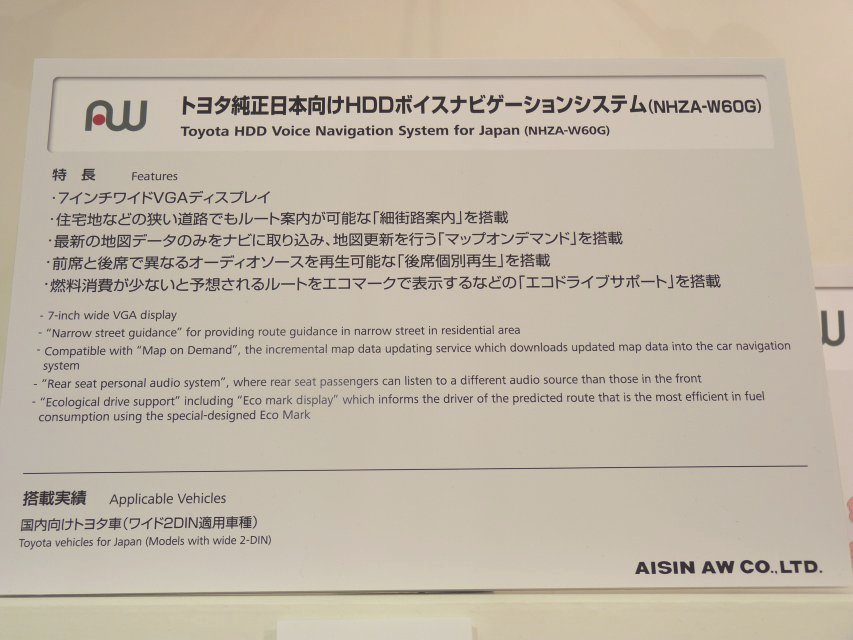 AW
トヨタ純正日本向けHDDボイスナビゲーションシステム(NHZA-W60G)
Toyota HDD Voice Navigation System for Japan (NHZA-W60G)
特 長 Features
・7インチワイドVGAディスプレイ
・住宅地などの狭い道路でもルート案内が可能な「細街路案内」を搭載
・最新の地図データのみをナビに取り込み、地図更新を行う「マップオンデマンド」を搭載
・前席と後席で異なるオーディオソースを再生可能な「後席個別再生」を搭載
・燃料消費が少ないと予想されるルートをエコマークで表示するなどの「エコドライブサポート」を搭載
- 7-inch wide VGA display
- “Narrow street guidance” for providing route guidance in narrow street in residential area
- Compatible with “Map on Demand”, the incremental map data updating service which downloads updated map data into the car navigation
system
- “Rear seat personal audio system”, where rear seat passengers can listen to a different audio source than those in the front
- “Ecological drive support” including “Eco mark display” which informs the driver of the predicted route that is the most efficient in fuel
consumption using the special-designed Eco Mark
搭載実績 Applicable Vehicles
国内向けトヨタ車(ワイド2DIN適用車種)
Toyota vehicles for Japan (Models with wide 2-DIN)
AISIN AW CO.,LTD.